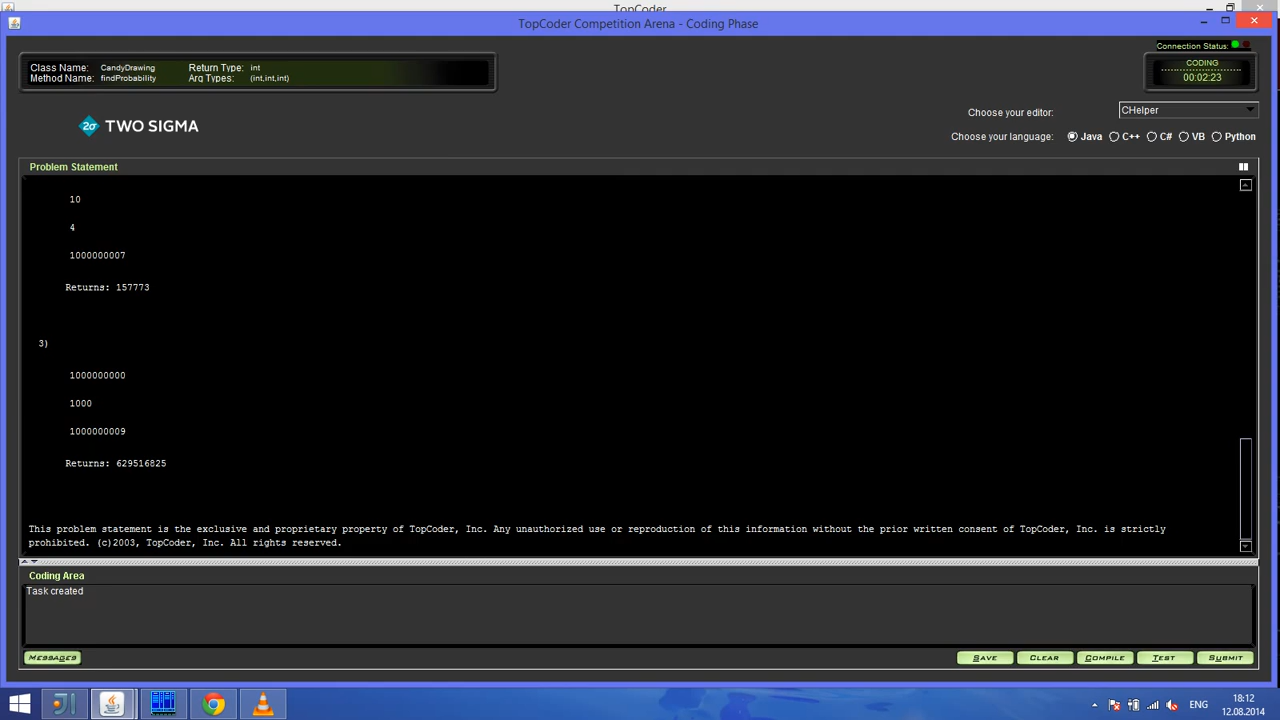 TopCoder
TopCoder Competition Arena - Coding Phase
Connection Status:
Class Name: CandyDrawing Return Type: int
Method Name: findProbability Arg Types: (int,int,int)
CODING
00:02:23
TWO SIGMA
Choose your editor: CHelper
Choose your language: Java C++ C# VB Python
Problem Statement
10
4
1000000007
Returns: 157773
3)
1000000000
1000
1000000009
Returns: 629516825
This problem statement is the exclusive and proprietary property of TopCoder, Inc. Any unauthorized use or reproduction of this information without the prior written consent of TopCoder, Inc. is strictly
prohibited. (c)2003, TopCoder, Inc. All rights reserved.
Coding Area
Task created
MESSAGES SAVE CLEAR COMPILE TEST SUBMIT
ENG
18:12
12.08.2014